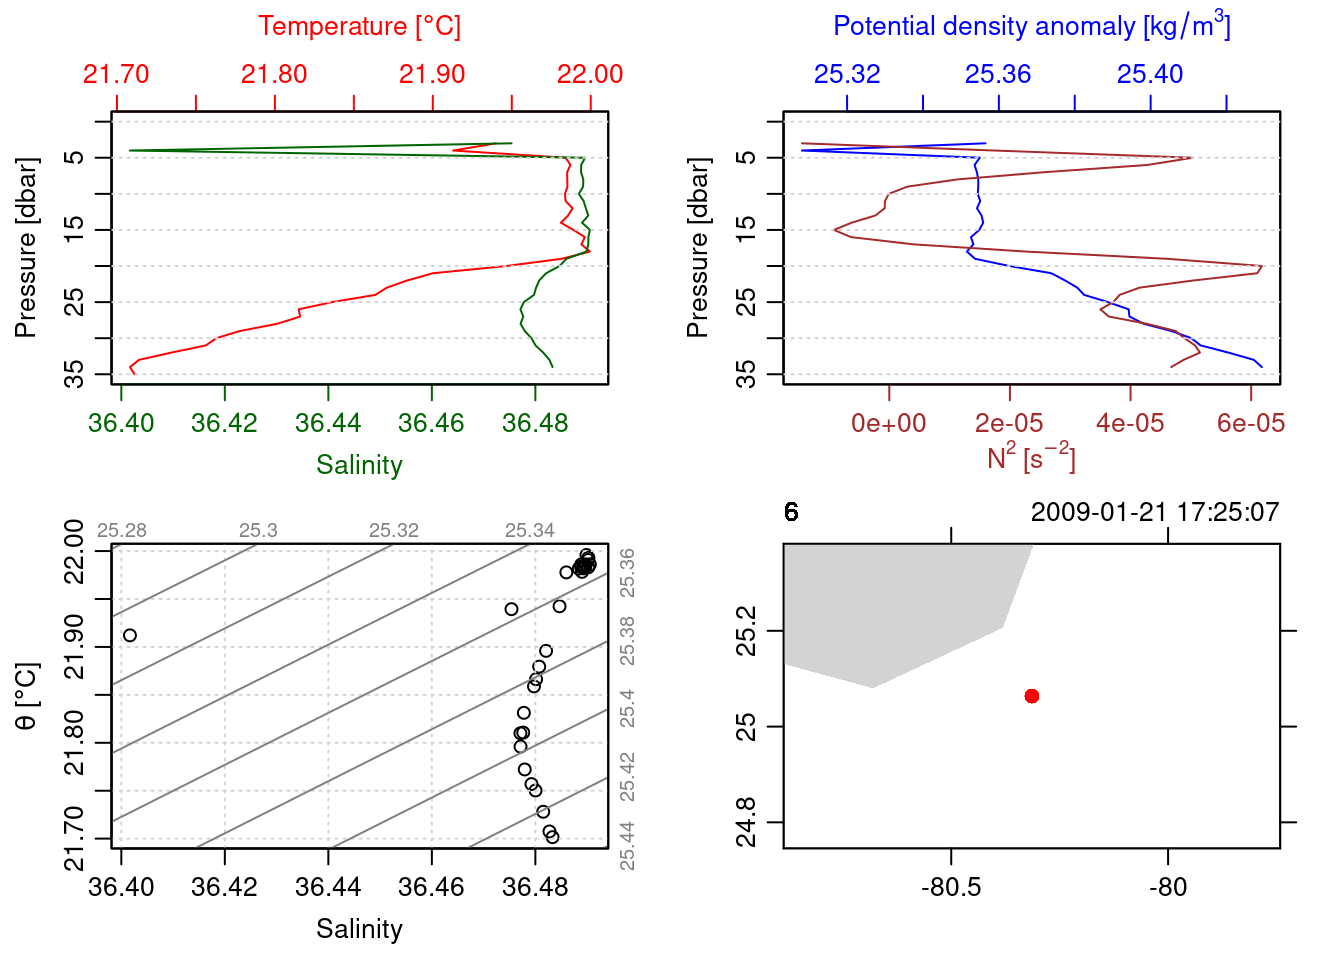 Temperature [°C]
21.70 21.80 21.90 22.00
Pressure [dbar]
5
15
25
35
36.40 36.42 36.44 36.46 36.48
Salinity
Potential density anomaly [kg/m³]
25.32 25.36 25.40
Pressure [dbar]
5
15
25
35
0e+00 2e-05 4e-05 6e-05
N² [s⁻²]
25.28 25.3 25.32 25.34
θ [°C]
22.00
21.90
21.80
21.70
25.36
25.38
25.4
25.42
25.44
36.40 36.42 36.44 36.46 36.48
Salinity
6 2009-01-21 17:25:07
25.2
25
24.8
-80.5 -80